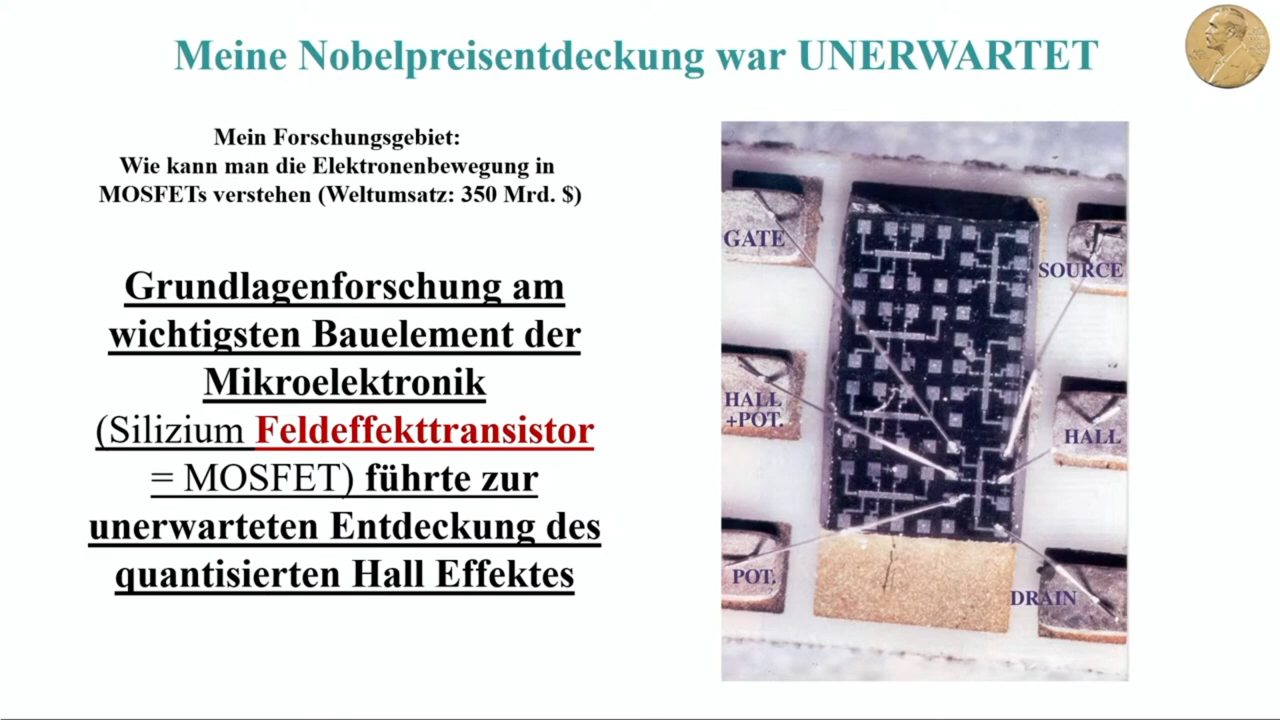 Meine Nobelpreisentdeckung war UNERWARTET
Mein Forschungsgebiet:
Wie kann man die Elektronenbewegung in
MOSFETs verstehen (Weltumsatz: 350 Mrd. $)
Grundlagenforschung am
wichtigsten Bauelement der
Mikroelektronik
(Silizium Feldeffekttransistor
= MOSFET) führte zur
unerwarteten Entdeckung des
quantisierten Hall Effektes
GATE
SOURCE
HALL
+POT.
HALL
POT.
DRAIN